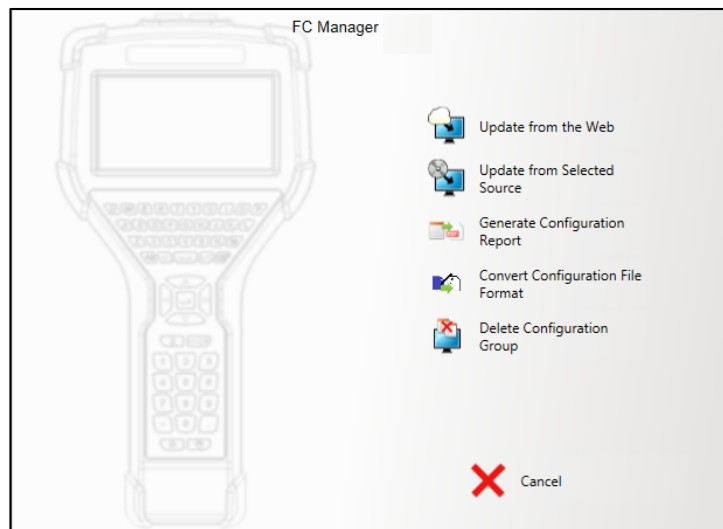 FC Manager
Update from the Web
Update from Selected
Source
Generate Configuration
Report
Convert Configuration File
Format
Delete Configuration
Group
Cancel